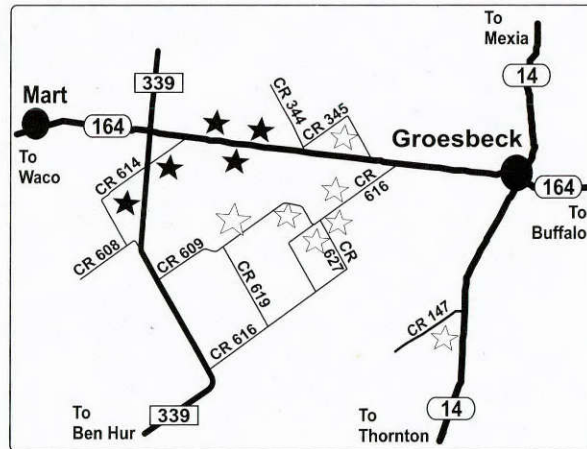 To
Mexia
339
14
Mart
CR 344
CR 345
164
Groesbeck
To
Waco
CR 614
CR
616
164
To
Buffalo
CR 608
CR 609
CR
627
CR 619
CR 147
CR 616
To
Ben Hur
339
To
Thornton
14